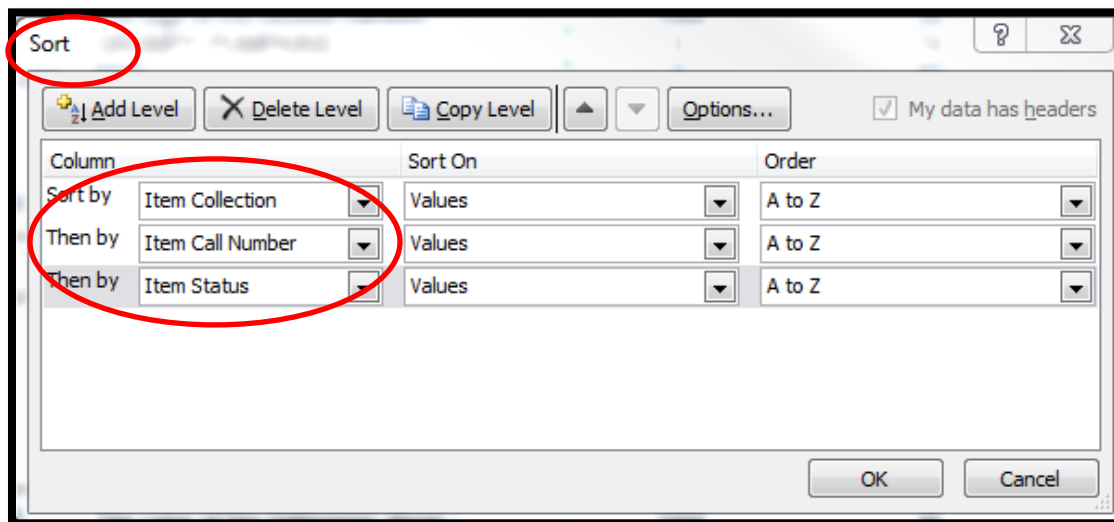 Sort
Add Level Delete Level Copy Level Options... My data has headers
Column Sort On Order
Sort by Item Collection Values A to Z
Then by Item Call Number Values A to Z
Then by Item Status Values A to Z
OK Cancel